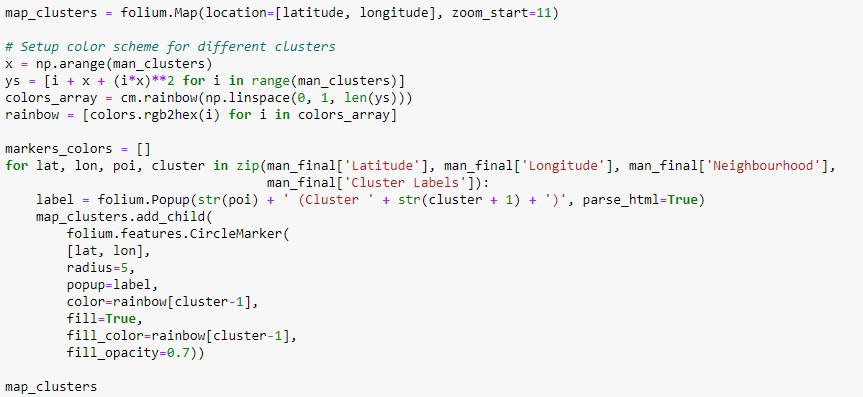 map_clusters = folium.Map(location=[latitude, longitude], zoom_start=11)

# Setup color scheme for different clusters
x = np.arange(man_clusters)
ys = [i + x + (i*x)**2 for i in range(man_clusters)]
colors_array = cm.rainbow(np.linspace(0, 1, len(ys)))
rainbow = [colors.rgb2hex(i) for i in colors_array]

markers_colors = []
for lat, lon, poi, cluster in zip(man_final['Latitude'], man_final['Longitude'], man_final['Neighbourhood'],
                                  man_final['Cluster Labels']):
    label = folium.Popup(str(poi) + ' (Cluster ' + str(cluster + 1) + ')', parse_html=True)
    map_clusters.add_child(
        folium.features.CircleMarker(
        [lat, lon],
        radius=5,
        popup=label,
        color=rainbow[cluster-1],
        fill=True,
        fill_color=rainbow[cluster-1],
        fill_opacity=0.7))

map_clusters